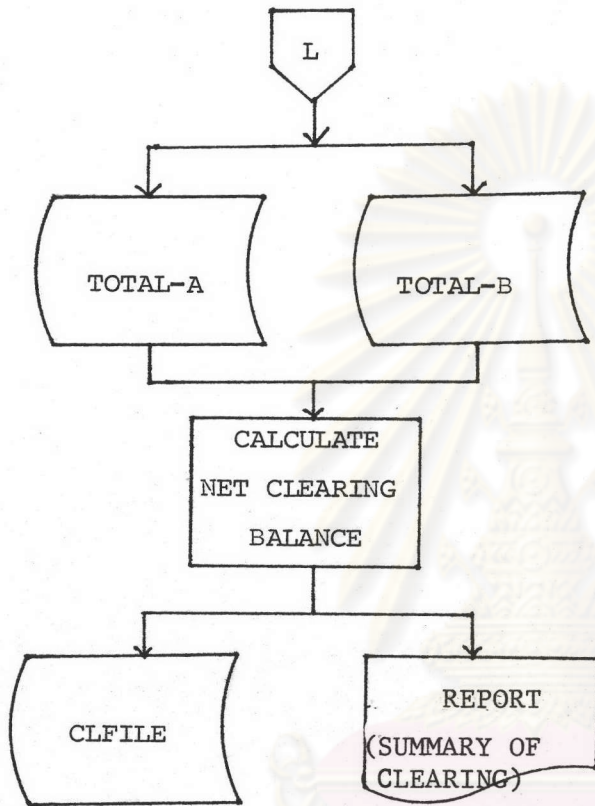 L
TOTAL-A
TOTAL-B
CALCULATE
NET CLEARING
BALANCE
CLFILE
REPORT
(SUMMARY OF
CLEARING)